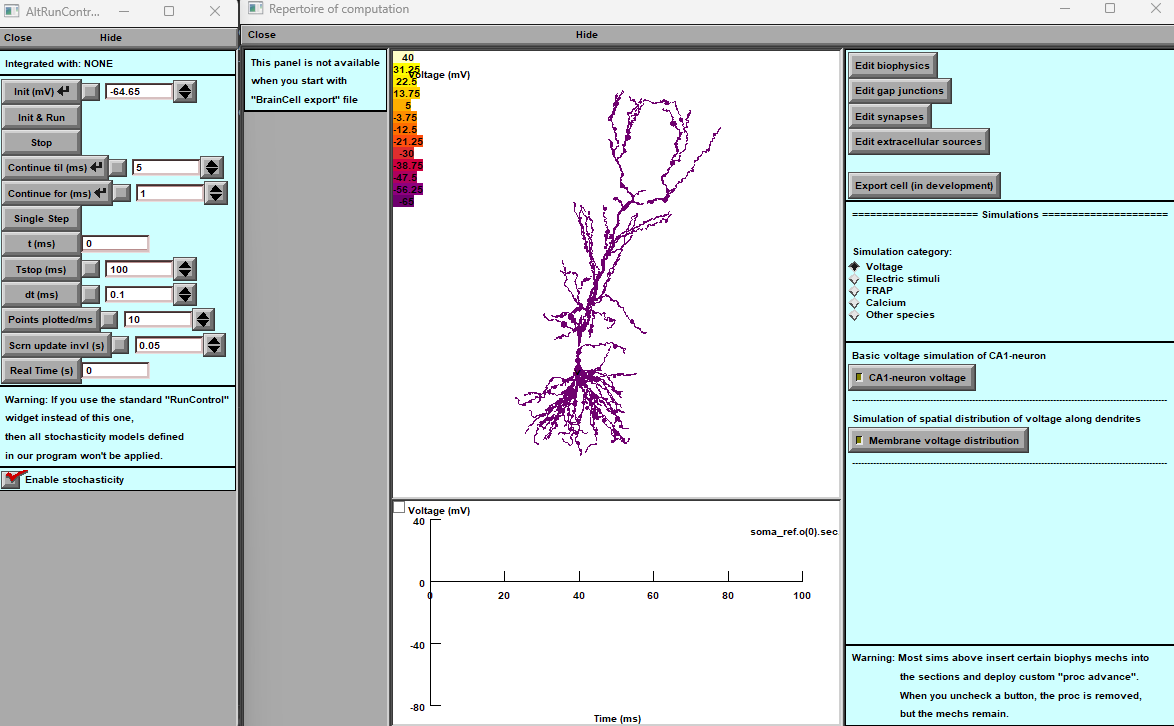 AltRunContr...
Close
Hide
Integrated with: NONE
Init (mV)
-64.65
Init & Run
Stop
Continue til (ms)
5
Continue for (ms)
1
Single Step
t (ms)
0
Tstop (ms)
100
dt (ms)
0.1
Points plotted/ms
10
Scrn update invl (s)
0.05
Real Time (s)
0
Warning: If you use the standard "RunControl"
widget instead of this one,
then all stochasticity models defined
in our program won't be applied.
Enable stochasticity
Repertoire of computation
Close
Hide
This panel is not available
when you start with
"BrainCell export" file
Voltage (mV)
40
31.25
22.5
13.75
5
-3.75
-12.5
-21.25
-30
-38.75
-47.5
-56.25
-65
Voltage (mV)
soma_ref.o(0).sec
40
0
-40
-80
0
20
40
60
80
100
Time (ms)
Edit biophysics
Edit gap junctions
Edit synapses
Edit extracellular sources
Export cell (in development)
===================== Simulations =====================
Simulation category:
Voltage
Electric stimuli
FRAP
Calcium
Other species
Basic voltage simulation of CA1-neuron
CA1-neuron voltage
Simulation of spatial distribution of voltage along dendrites
Membrane voltage distribution
Warning: Most sims above insert certain biophys mechs into
the sections and deploy custom "proc advance".
When you uncheck a button, the proc is removed,
but the mechs remain.